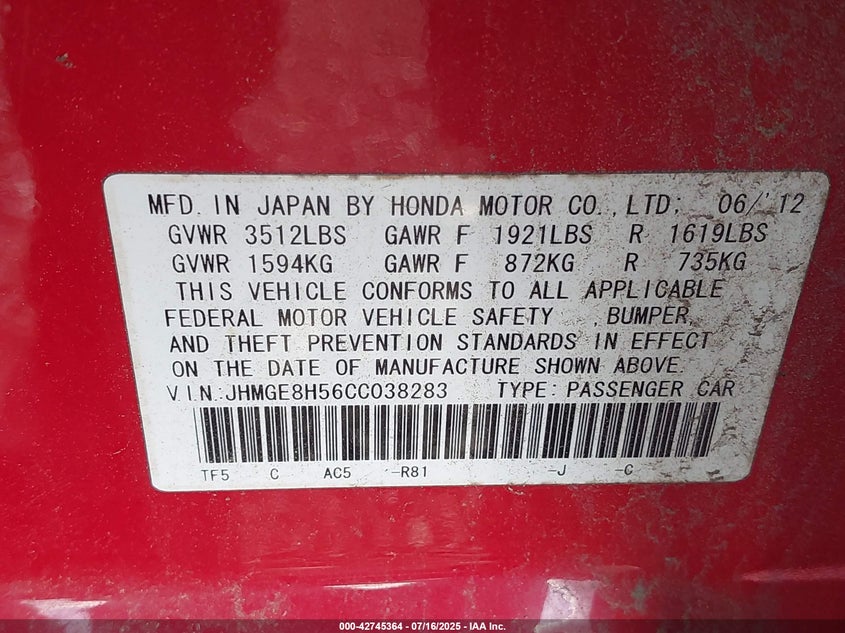 MFD. IN JAPAN BY HONDA MOTOR CO.,LTD; 06/'12
GVWR 3512LBS GAWR F 1921LBS R 1619LBS
GVWR 1594KG GAWR F 872KG R 735KG
THIS VEHICLE CONFORMS TO ALL APPLICABLE
FEDERAL MOTOR VEHICLE SAFETY ,BUMPER
AND THEFT PREVENTION STANDARDS IN EFFECT
ON THE DATE OF MANUFACTURE SHOWN ABOVE.
V.I.N.:JHMGE8H56CC038283 TYPE: PASSENGER CAR
TF5 C AC5 -R81 -J -C
000-42745364 - 07/16/2025 - IAA Inc.